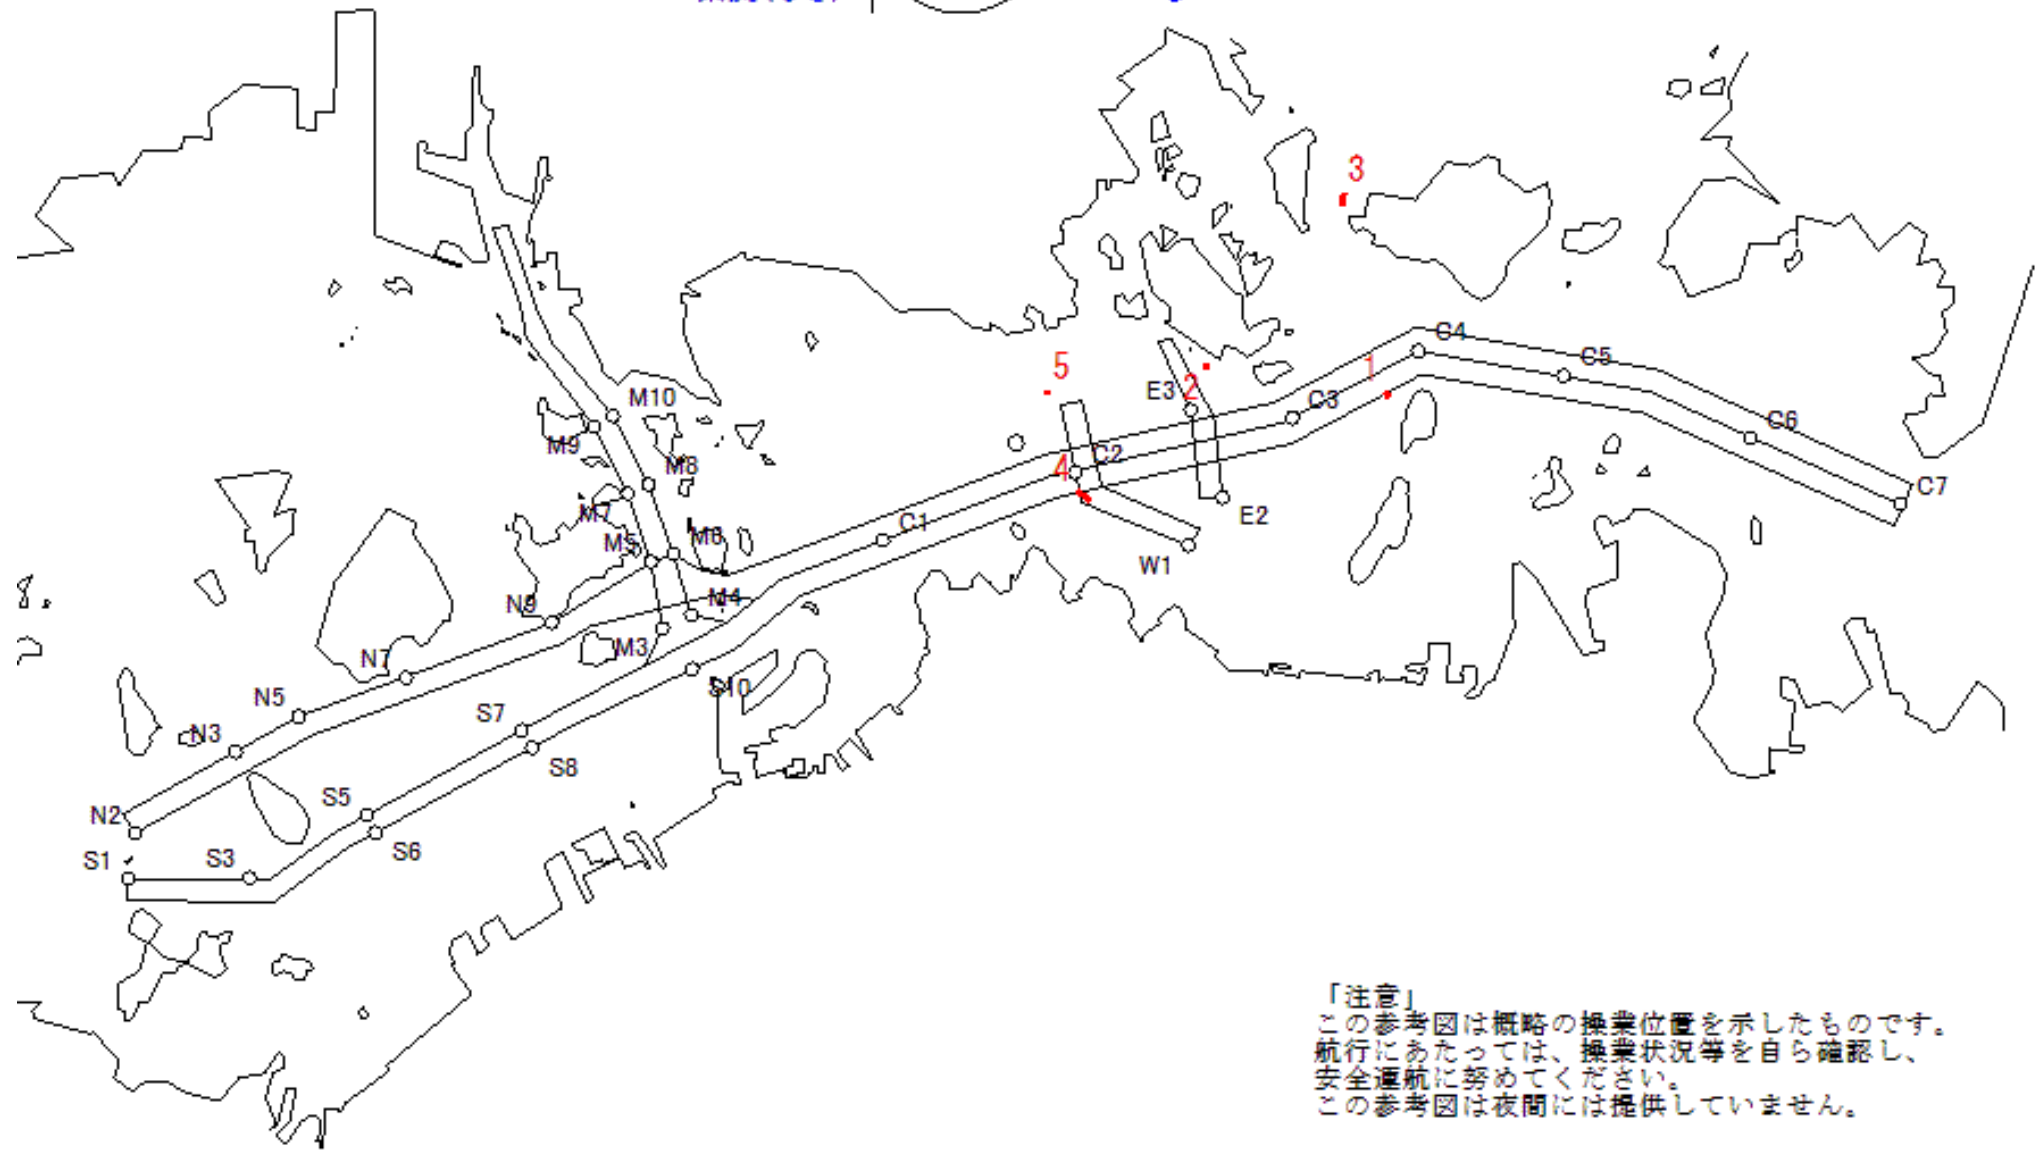 3
C4
5
1
C5
E3
2
M10
C3
C6
M9
C2
M8
4
C7
M7
E2
C1
M5
M6
W1
N9
M4
M3
N7
S10
N5
S7
N3
S8
S5
N2
S6
S1
S3
「注意」
この参考図は概略の操業位置を示したものです。
航行にあたっては、操業状況等を自ら確認し、
安全運航に努めてください。
この参考図は夜間には提供していません。